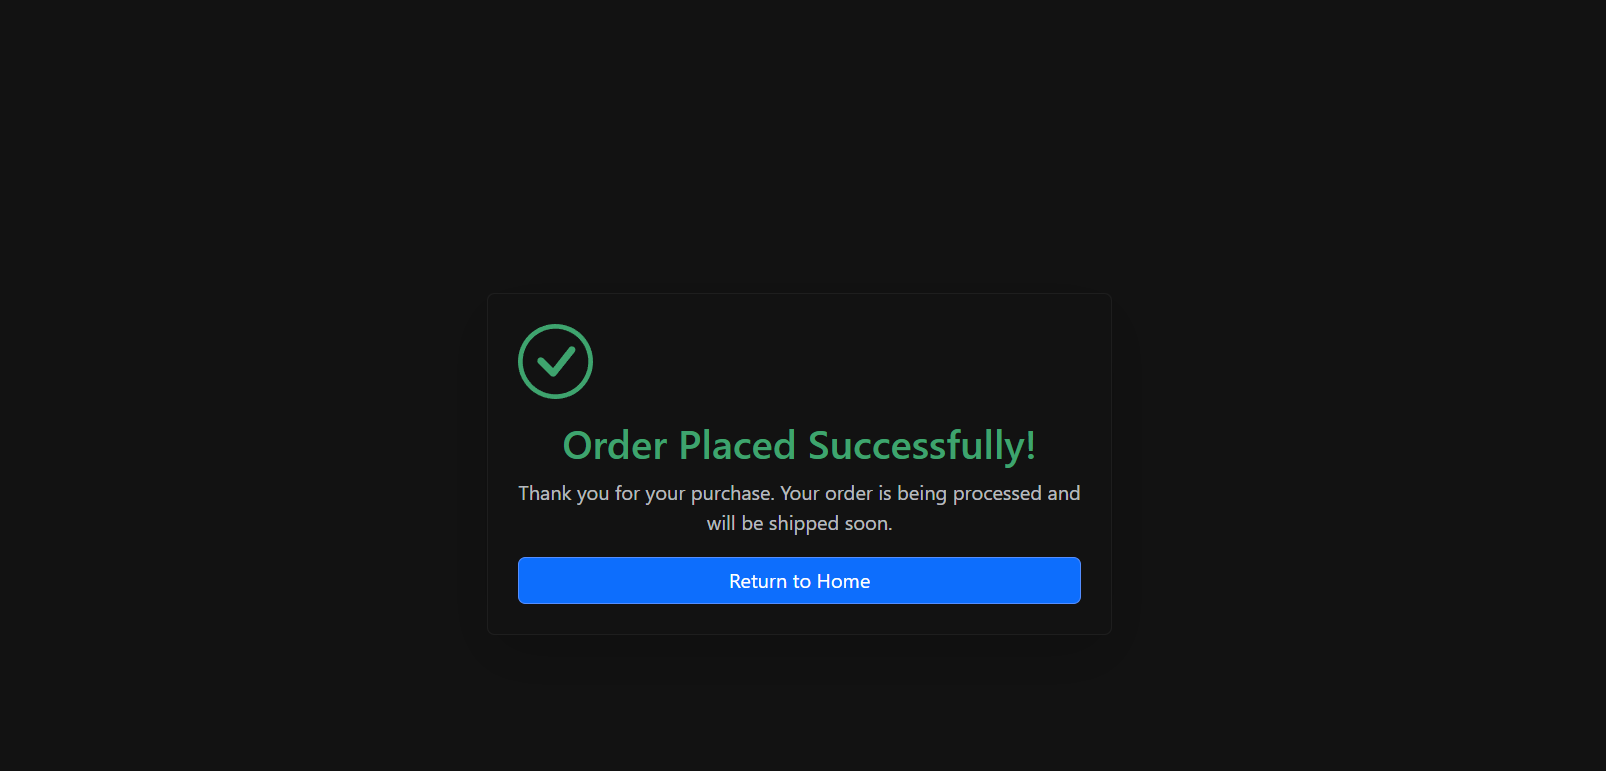 Order Placed Successfully!
Thank you for your purchase. Your order is being processed and
will be shipped soon.
Return to Home